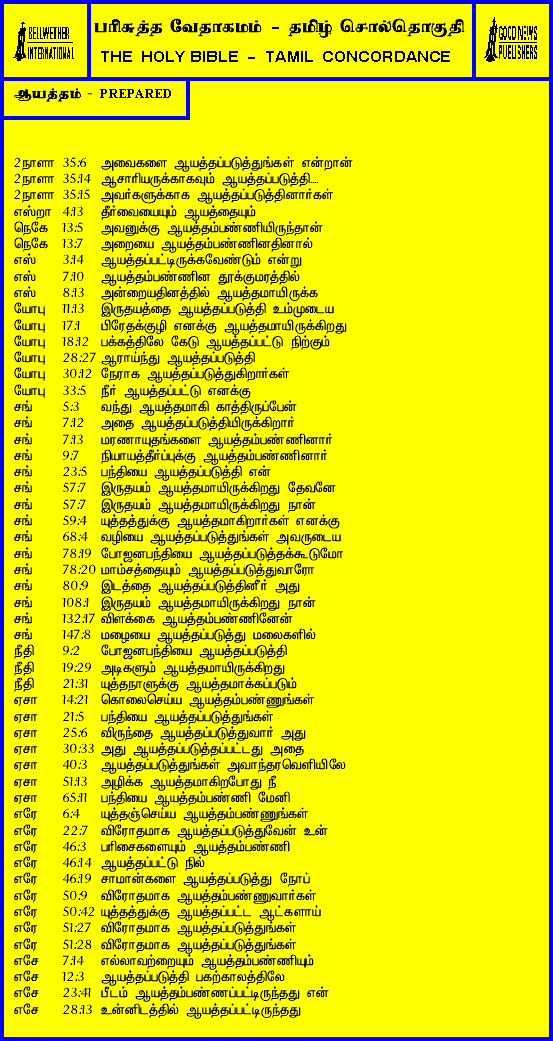 BELLWETHER INTERNATIONAL
பரிசுத்த வேதாகமம் - தமிழ் சொல்தொகுதி
THE HOLY BIBLE - TAMIL CONCORDANCE
GOOD NEWS PUBLISHERS
ஆயத்தம் - PREPARED
2நாளா 35:6 அவைகளை ஆயத்தப்படுத்துங்கள் என்றான்
2நாளா 35:14 ஆசாரியருக்காகவும் ஆயத்தப்படுத்தி...
2நாளா 35:15 அவர்களுக்காக ஆயத்தப்படுத்தினார்கள்
எஸ்றா 4:13 தீர்வையையும் ஆயத்தையும்
நெகே 13:5 அவனுக்கு ஆயத்தம்பண்ணியிருந்தான்
நெகே 13:7 அறையை ஆயத்தம்பண்ணினதினால்
எஸ் 3:14 ஆயத்தப்பட்டிருக்கவேண்டும் என்று
எஸ் 7:10 ஆயத்தம்பண்ணின தூக்குமரத்தில்
எஸ் 8:13 அன்றையதினத்தில் ஆயத்தமாயிருக்க
யோபு 11:13 இருதயத்தை ஆயத்தப்படுத்தி உம்முடைய
யோபு 17:1 பிரேதக்குழி எனக்கு ஆயத்தமாயிருக்கிறது
யோபு 18:12 பக்கத்திலே கேடு ஆயத்தப்பட்டு நிற்கும்
யோபு 28:27 ஆராய்ந்து ஆயத்தப்படுத்தி
யோபு 30:12 நேராக ஆயத்தப்படுத்துகிறார்கள்
யோபு 33:5 நீர் ஆயத்தப்பட்டு எனக்கு
சங் 5:3 வந்து ஆயத்தமாகி காத்திருப்பேன்
சங் 7:12 அதை ஆயத்தப்படுத்தியிருக்கிறார்
சங் 7:13 மரணாயுதங்களை ஆயத்தம்பண்ணினார்
சங் 9:7 நியாயத்தீர்ப்புக்கு ஆயத்தம்பண்ணினார்
சங் 23:5 பந்தியை ஆயத்தப்படுத்தி என்
சங் 57:7 இருதயம் ஆயத்தமாயிருக்கிறது தேவனே
சங் 57:7 இருதயம் ஆயத்தமாயிருக்கிறது நான்
சங் 59:4 யுத்தத்துக்கு ஆயத்தமாகிறார்கள் எனக்கு
சங் 68:4 வழியை ஆயத்தப்படுத்துங்கள் அவருடைய
சங் 78:19 போஜனபந்தியை ஆயத்தப்படுத்தக்கூடுமோ
சங் 78:20 மாம்சத்தையும் ஆயத்தப்படுத்துவாரோ
சங் 80:9 இடத்தை ஆயத்தப்படுத்தினீர் அது
சங் 108:1 இருதயம் ஆயத்தமாயிருக்கிறது நான்
சங் 132:17 விளக்கை ஆயத்தம்பண்ணினேன்
சங் 147:8 மழையை ஆயத்தப்படுத்து மலைகளில்
நீதி 9:2 போஜனபந்தியை ஆயத்தப்படுத்தி
நீதி 19:29 அடிகளும் ஆயத்தமாயிருக்கிறது
நீதி 21:31 யுத்தநாளுக்கு ஆயத்தமாக்கப்படும்
ஏசா 14:21 கொலைசெய்ய ஆயத்தம்பண்ணுங்கள்
ஏசா 21:5 பந்தியை ஆயத்தப்படுத்துங்கள்
ஏசா 25:6 விருந்தை ஆயத்தப்படுத்துவார் அது
ஏசா 30:33 அது ஆயத்தப்படுத்தப்பட்டது அதை
ஏசா 40:3 ஆயத்தப்படுத்துங்கள் அவாந்தரவெளியிலே
ஏசா 51:13 அழிக்க ஆயத்தமாகிறபோது நீ
ஏசா 65:11 பந்தியை ஆயத்தம்பண்ணி மேனி
எரே 6:4 யுத்தஞ்செய்ய ஆயத்தம்பண்ணுங்கள்
எரே 22:7 விரோதமாக ஆயத்தப்படுத்துவேன் உன்
எரே 46:3 பரிசைகளையும் ஆயத்தம்பண்ணி
எரே 46:14 ஆயத்தப்பட்டு நில்
எரே 46:19 சாமான்களை ஆயத்தப்படுத்து நோப்
எரே 50:9 விரோதமாக ஆயத்தம்பண்ணுவார்கள்
எரே 50:42 யுத்தத்துக்கு ஆயத்தப்பட்ட ஆட்களாய்
எரே 51:27 விரோதமாக ஆயத்தப்படுத்துங்கள்
எரே 51:28 விரோதமாக ஆயத்தப்படுத்துங்கள்
எசே 7:14 எல்லாவற்றையும் ஆயத்தம்பண்ணியும்
எசே 12:3 ஆயத்தப்படுத்தி பகற்காலத்திலே
எசே 23:41 பீடம் ஆயத்தம்பண்ணப்பட்டிருந்தது என்
எசே 28:13 உன்னிடத்தில் ஆயத்தப்பட்டிருந்தது